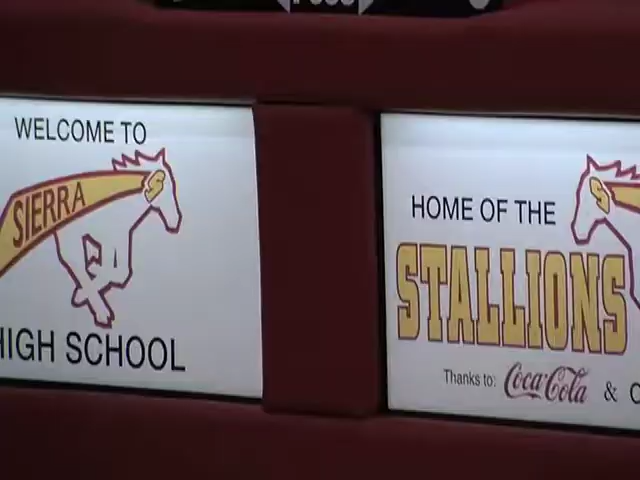 WELCOME TO
SIERRA
S
HIGH SCHOOL
HOME OF THE
S
STALLIONS
Thanks to: Coca-Cola &